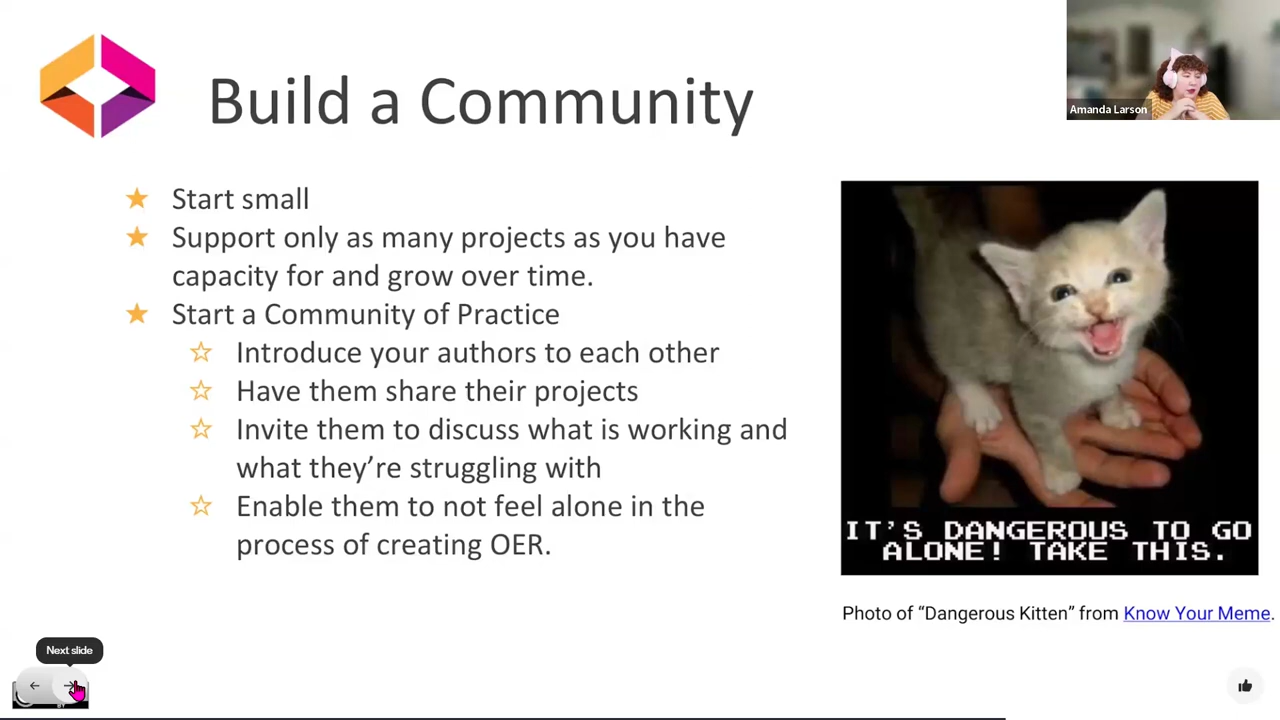 Build a Community
Amanda Larson
Start small
Support only as many projects as you have
capacity for and grow over time.
Start a Community of Practice
Introduce your authors to each other
Have them share their projects
Invite them to discuss what is working and
what they’re struggling with
Enable them to not feel alone in the
process of creating OER.
IT'S DANGEROUS TO GO
ALONE! TAKE THIS.
Photo of “Dangerous Kitten” from Know Your Meme.
Next slide
BY